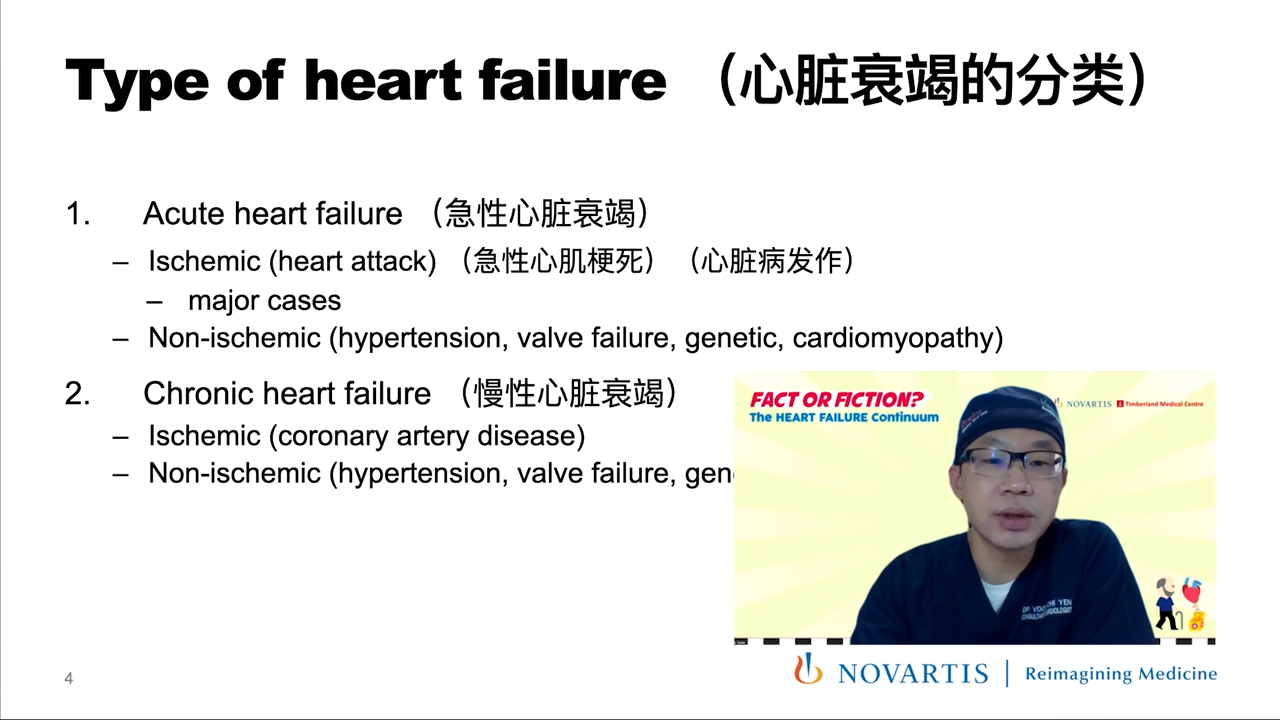 Type of heart failure （心脏衰竭的分类）
1. Acute heart failure （急性心脏衰竭）
– Ischemic (heart attack) （急性心肌梗死）（心脏病发作）
– major cases
– Non-ischemic (hypertension, valve failure, genetic, cardiomyopathy)
2. Chronic heart failure （慢性心脏衰竭）
– Ischemic (coronary artery disease)
– Non-ischemic (hypertension, valve failure, gen
FACT OR FICTION?
The HEART FAILURE Continuum
NOVARTIS Timberland Medical Centre
CONSULTANT CARDIOLOGIST
4
NOVARTIS | Reimagining Medicine